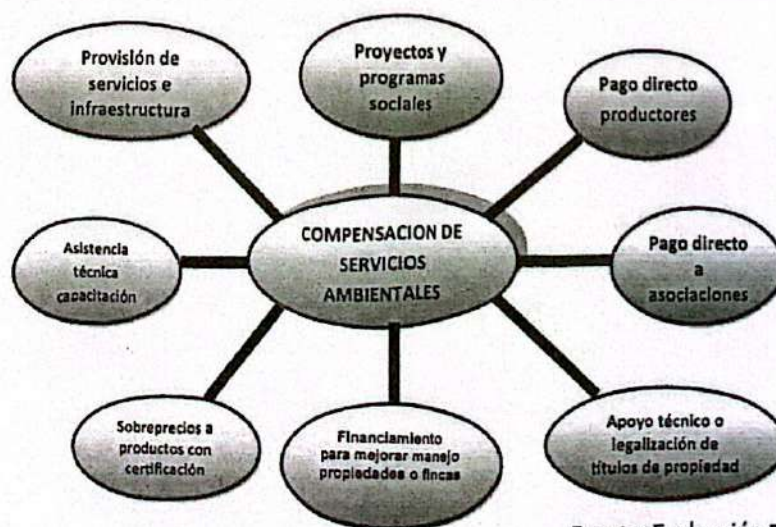 Provisión de
servicios e
infraestructura
Proyectos y
programas
sociales
Pago directo
productores
Asistencia
técnica
capacitación
COMPENSACION DE
SERVICIOS
AMBIENTALES
Pago directo
a
asociaciones
Sobreprecios a
productos con
certificación
Financiamiento
para mejorar manejo
propiedades o fincas
Apoyo técnico o
legalización de
títulos de propiedad